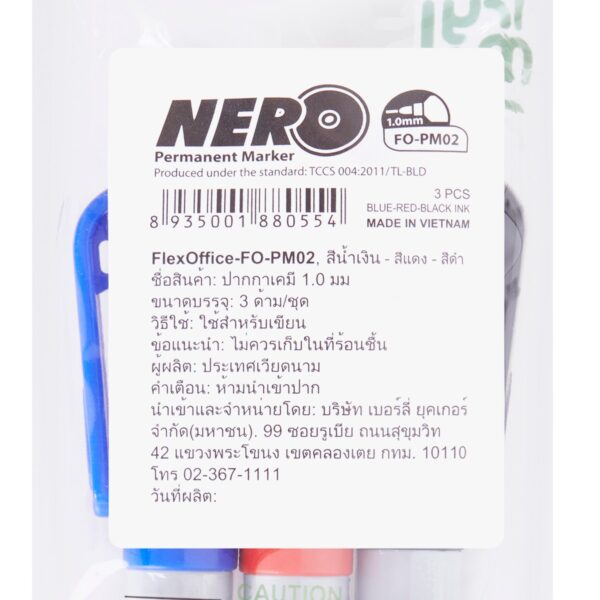 NERO
1.0mm
FO-PM02
Permanent Marker
Produced under the standard: TCCS 004:2011/TL-BLD
8 935001 880554
3 PCS
BLUE-RED-BLACK INK
MADE IN VIETNAM
FlexOffice-FO-PM02, สีน้ำเงิน - สีแดง - สีดำ
ชื่อสินค้า: ปากกาเคมี 1.0 มม
ขนาดบรรจุ: 3 ด้าม/ชุด
วิธีใช้: ใช้สำหรับเขียน
ข้อแนะนำ: ไม่ควรเก็บในที่ร้อนชื้น
ผู้ผลิต: ประเทศเวียดนาม
คำเตือน: ห้ามนำเข้าปาก
นำเข้าและจำหน่ายโดย: บริษัท เบอร์ลี่ ยุคเกอร์
จำกัด(มหาชน). 99 ซอยรูเบีย ถนนสุขุมวิท
42 แขวงพระโขนง เขตคลองเตย กทม. 10110
โทร 02-367-1111
วันที่ผลิต:
CAUTION